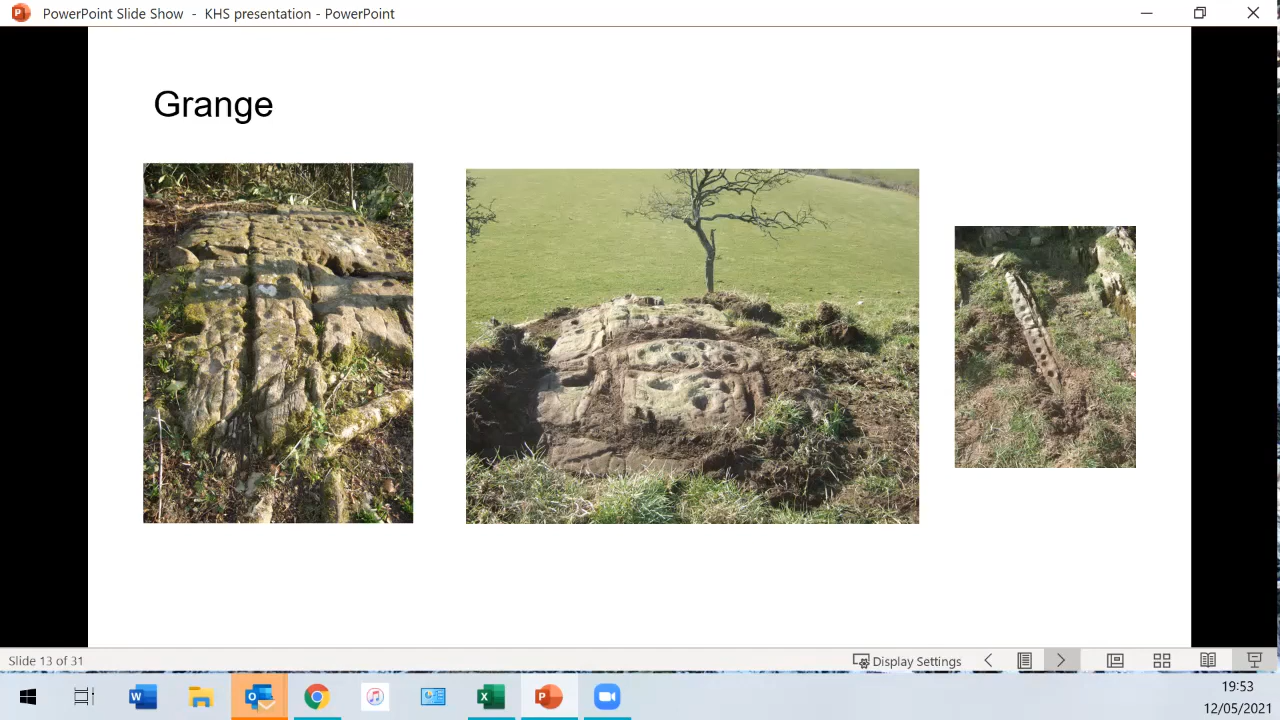 PowerPoint Slide Show - KHS presentation - PowerPoint
Grange
Slide 13 of 31
Display Settings
19:53
12/05/2021